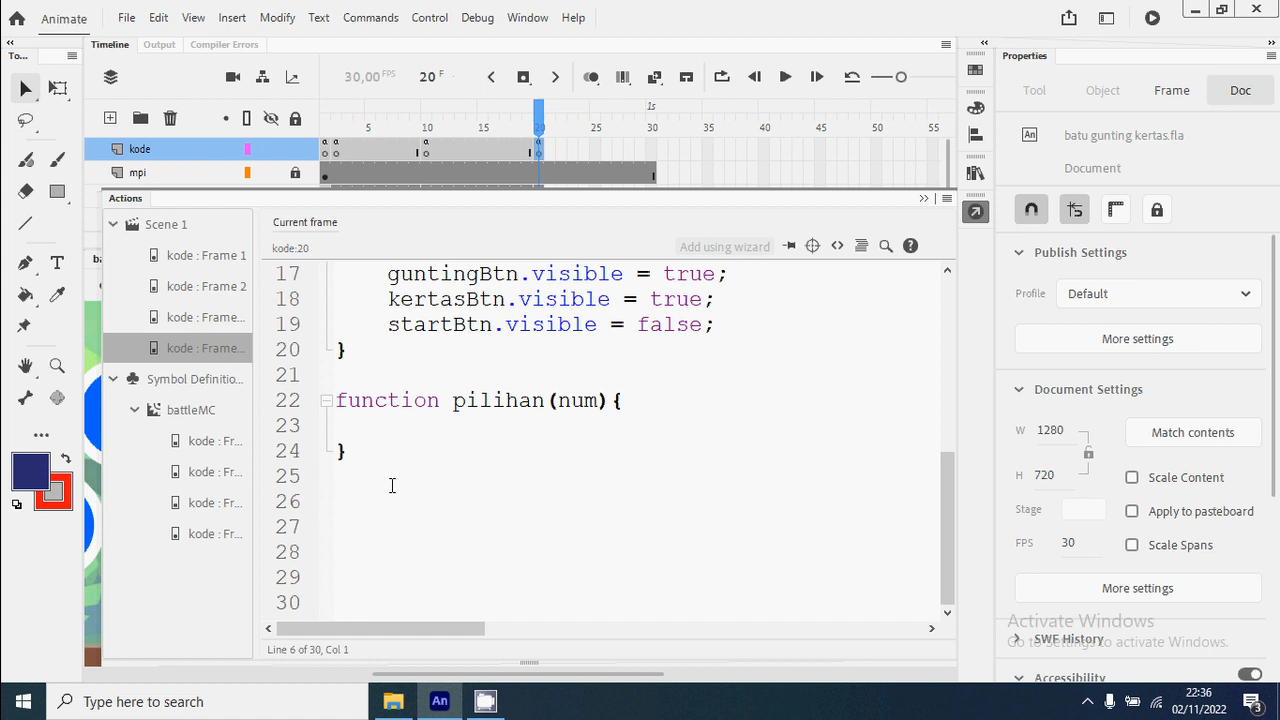 Animate
File Edit View Insert Modify Text Commands Control Debug Window Help
To...
Timeline Output Compiler Errors
30,00 FPS 20 F
1s
5 10 15 20 25 30 35 40 45 50 55
kode
mpi
Actions
Scene 1
kode : Frame 1
kode : Frame 2
kode : Frame...
kode : Frame...
Symbol Definitio...
battleMC
kode : Fr...
kode : Fr...
kode : Fr...
kode : Fr...
Current frame
kode:20
Add using wizard
17 guntingBtn.visible = true;
18 kertasBtn.visible = true;
19 startBtn.visible = false;
20 }
21
22 function pilihan(num){
23
24 }
25
26
27
28
29
30
Line 6 of 30, Col 1
Properties
Tool Object Frame Doc
An batu gunting kertas.fla
Document
Publish Settings
Profile Default
More settings
Document Settings
W 1280
Match contents
H 720
Scale Content
Stage
Apply to pasteboard
FPS 30
Scale Spans
More settings
Activate Windows
Go to Settings to activate Windows.
SWF History
Accessibility
Type here to search
An
22:36
02/11/2022
3